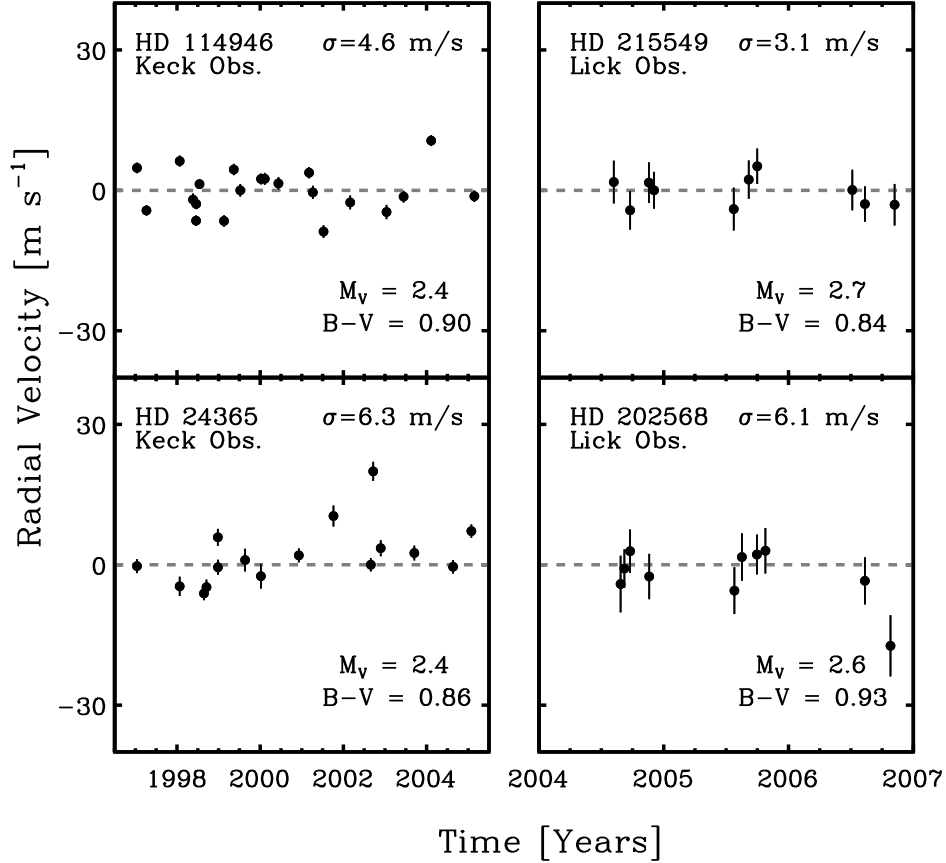 HD 114946 σ=4.6 m/s
Keck Obs.
M_V = 2.4
B−V = 0.90
HD 215549 σ=3.1 m/s
Lick Obs.
M_V = 2.7
B−V = 0.84
HD 24365 σ=6.3 m/s
Keck Obs.
M_V = 2.4
B−V = 0.86
HD 202568 σ=6.1 m/s
Lick Obs.
M_V = 2.6
B−V = 0.93
30
0
−30
30
0
−30
Radial Velocity [m s⁻¹]
1998 2000 2002 2004
2004 2005 2006 2007
Time [Years]